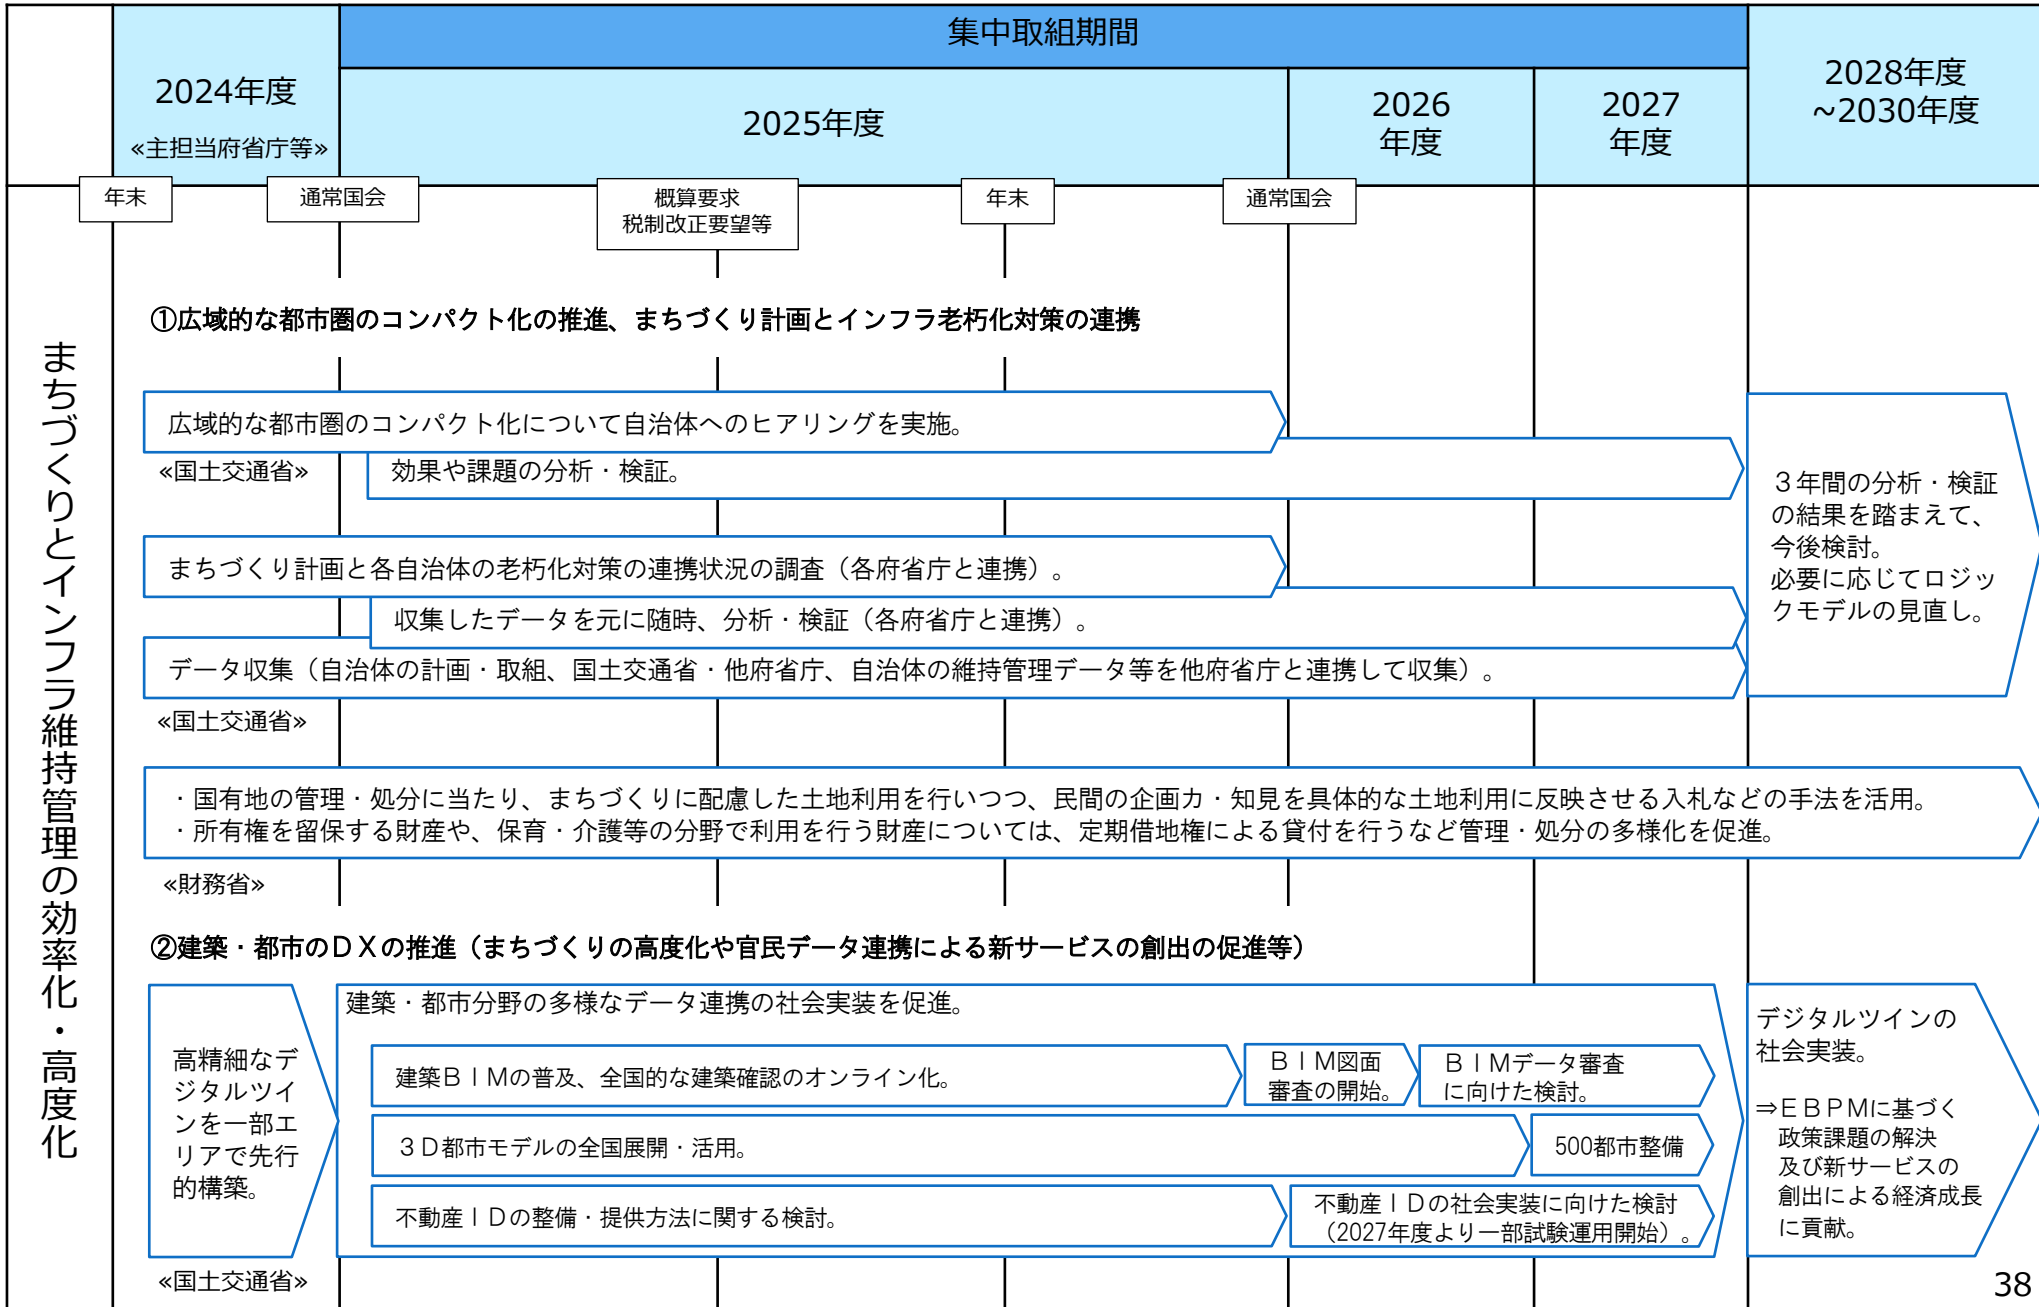 集中取組期間
2024年度
«主担当府省庁等»
2025年度
2026
年度
2027
年度
2028年度
~2030年度
年末
通常国会
概算要求
税制改正要望等
年末
通常国会
まちづくりとインフラ維持管理の効率化・高度化
①広域的な都市圏のコンパクト化の推進、まちづくり計画とインフラ老朽化対策の連携
広域的な都市圏のコンパクト化について自治体へのヒアリングを実施。
«国土交通省»
効果や課題の分析・検証。
まちづくり計画と各自治体の老朽化対策の連携状況の調査（各府省庁と連携）。
収集したデータを元に随時、分析・検証（各府省庁と連携）。
データ収集（自治体の計画・取組、国土交通省・他府省庁、自治体の維持管理データ等を他府省庁と連携して収集）。
«国土交通省»
３年間の分析・検証
の結果を踏まえて、
今後検討。
必要に応じてロジッ
クモデルの見直し。
・国有地の管理・処分に当たり、まちづくりに配慮した土地利用を行いつつ、民間の企画力・知見を具体的な土地利用に反映させる入札などの手法を活用。
・所有権を留保する財産や、保育・介護等の分野で利用を行う財産については、定期借地権による貸付を行うなど管理・処分の多様化を促進。
«財務省»
②建築・都市のＤＸの推進（まちづくりの高度化や官民データ連携による新サービスの創出の促進等）
高精細なデ
ジタルツイ
ンを一部エ
リアで先行
的構築。
«国土交通省»
建築・都市分野の多様なデータ連携の社会実装を促進。
建築ＢＩＭの普及、全国的な建築確認のオンライン化。
ＢＩＭ図面
審査の開始。
ＢＩＭデータ審査
に向けた検討。
３Ｄ都市モデルの全国展開・活用。
500都市整備
不動産ＩＤの整備・提供方法に関する検討。
不動産ＩＤの社会実装に向けた検討
（2027年度より一部試験運用開始）。
デジタルツインの
社会実装。
⇒ＥＢＰＭに基づく
政策課題の解決
及び新サービスの
創出による経済成長
に貢献。
38